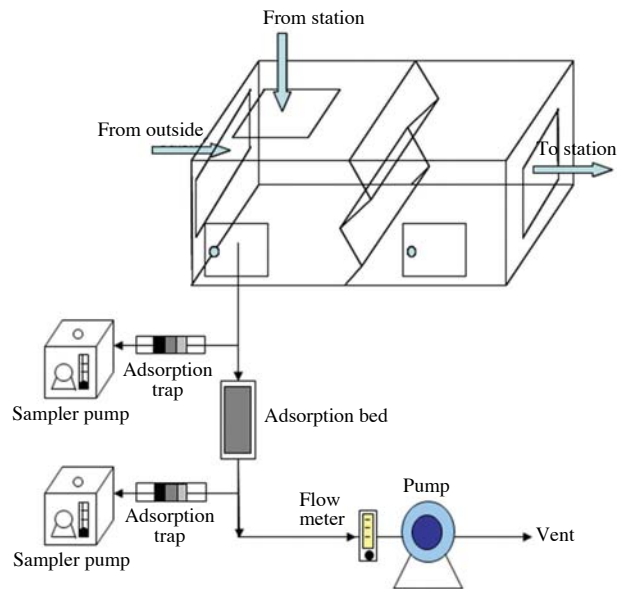 From station
From outside
To station
Adsorption
trap
Sampler pump
Adsorption bed
Adsorption
trap
Sampler pump
Flow
meter
Pump
Vent